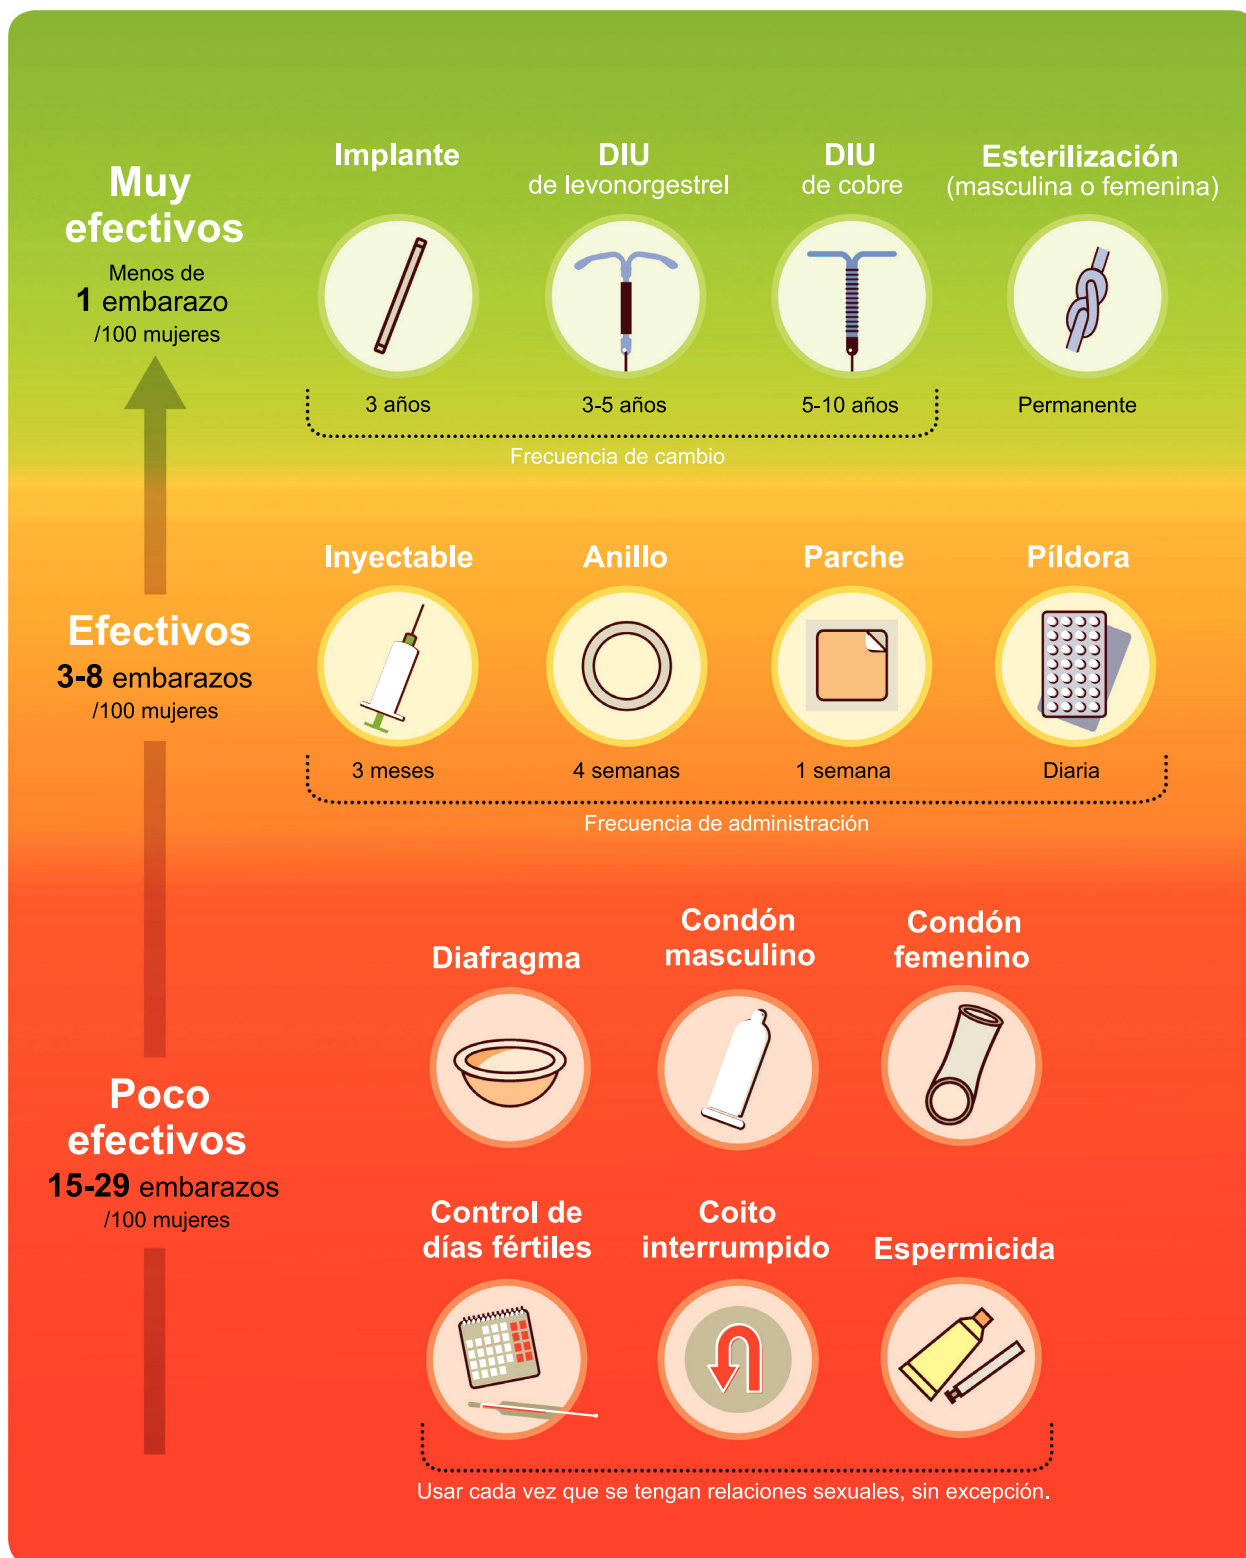 Muy
efectivos
Menos de
1 embarazo
/100 mujeres
Implante
DIU
de levonorgestrel
DIU
de cobre
Esterilización
(masculina o femenina)
3 años
3-5 años
5-10 años
Permanente
Frecuencia de cambio
Efectivos
3-8 embarazos
/100 mujeres
Inyectable
Anillo
Parche
Píldora
3 meses
4 semanas
1 semana
Diaria
Frecuencia de administración
Poco
efectivos
15-29 embarazos
/100 mujeres
Diafragma
Condón
masculino
Condón
femenino
Control de
días fértiles
Coito
interrumpido
Espermicida
Usar cada vez que se tengan relaciones sexuales, sin excepción.